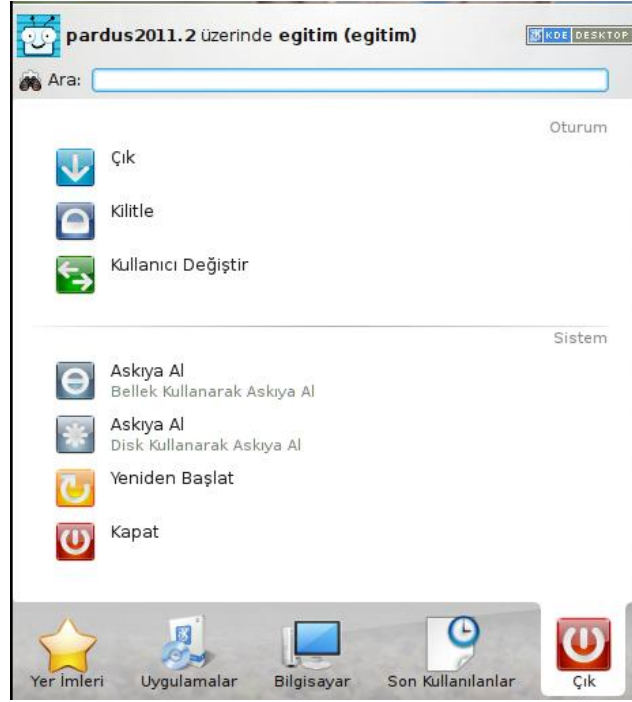 pardus2011.2 üzerinde egitim (egitim)
KDE DESKTOP
Ara:
Oturum
Çık
Kilitle
Kullanıcı Değiştir
Sistem
Askıya Al
Bellek Kullanarak Askıya Al
Askıya Al
Disk Kullanarak Askıya Al
Yeniden Başlat
Kapat
Yer İmleri Uygulamalar Bilgisayar Son Kullanılanlar Çık